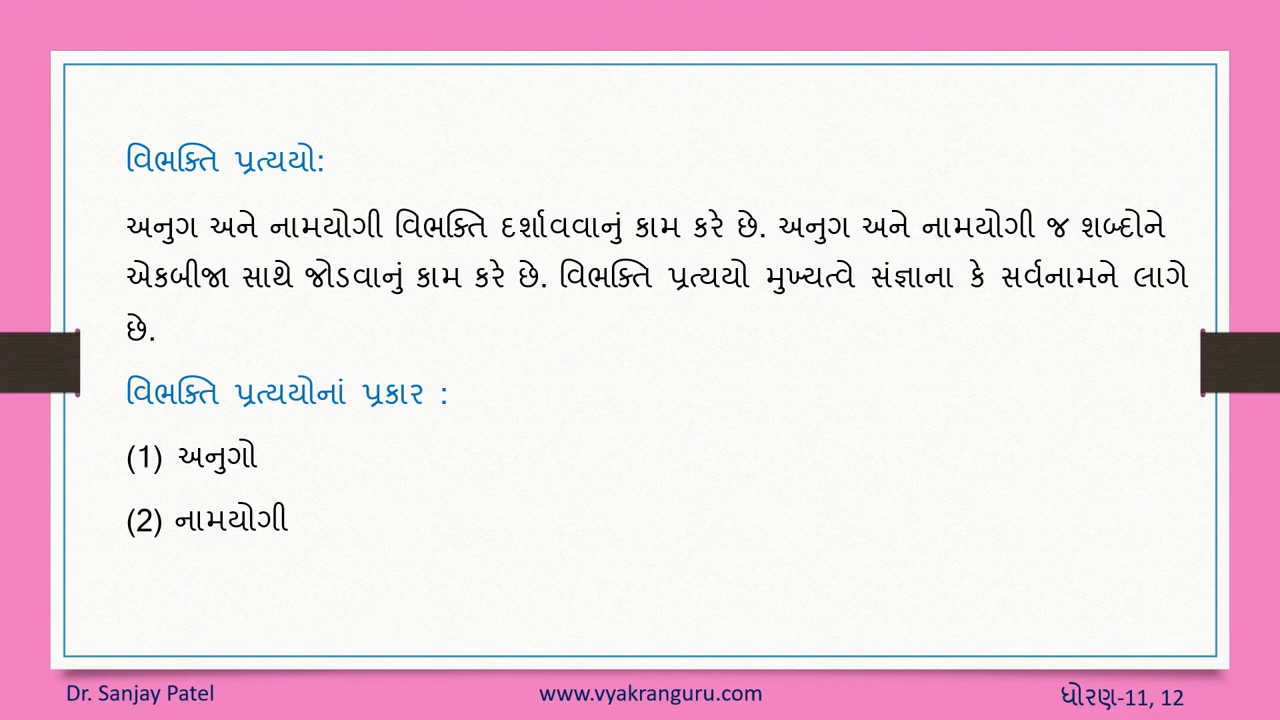 વિભક્તિ પ્રત્યયો:
અનુગ અને નામયોગી વિભક્તિ દર્શાવવાનું કામ કરે છે. અનુગ અને નામયોગી જ શબ્દોને
એકબીજા સાથે જોડવાનું કામ કરે છે. વિભક્તિ પ્રત્યયો મુખ્યત્વે સંજ્ઞાના કે સર્વનામને લાગે
છે.
વિભક્તિ પ્રત્યયોનાં પ્રકાર :
(1) અનુગો
(2) નામયોગી
Dr. Sanjay Patel www.vyakranguru.com ધોરણ-11, 12